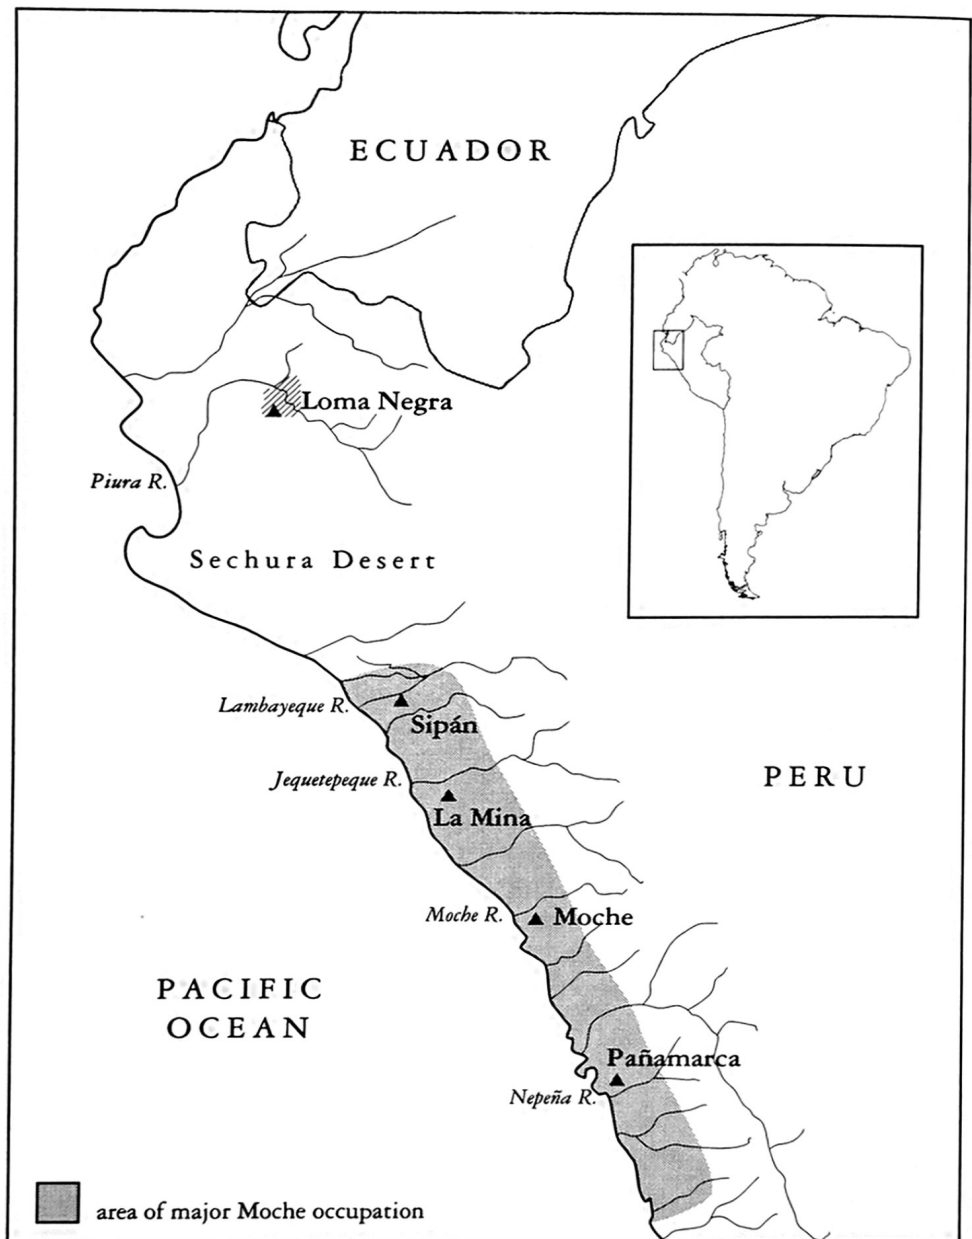 ECUADOR
Loma Negra
Piura R.
Sechura Desert
Lambayeque R.
Sipán
Jequetepeque R.
La Mina
PERU
Moche R.
Moche
PACIFIC
OCEAN
Pañamarca
Nepeña R.
area of major Moche occupation